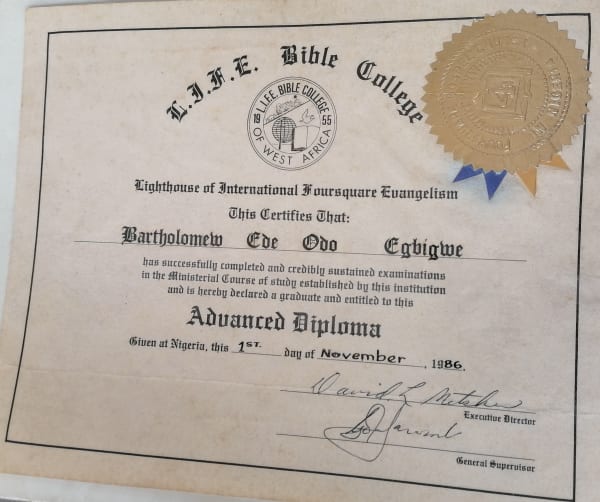 L.I.F.E. Bible College
L.I.F.E. BIBLE COLLEGE
1955
OF WEST AFRICA
Lighthouse of International Foursquare Evangelism
This Certifies That:
Bartholomew Ede Odo Egbigwe
has successfully completed and credibly sustained examinations
in the Ministerial Course of study established by this institution
and is hereby declared a graduate and entitled to this
Advanced Diploma
Given at Nigeria, this 1ST. day of November, 1986.
David L
Executive Director
General Supervisor